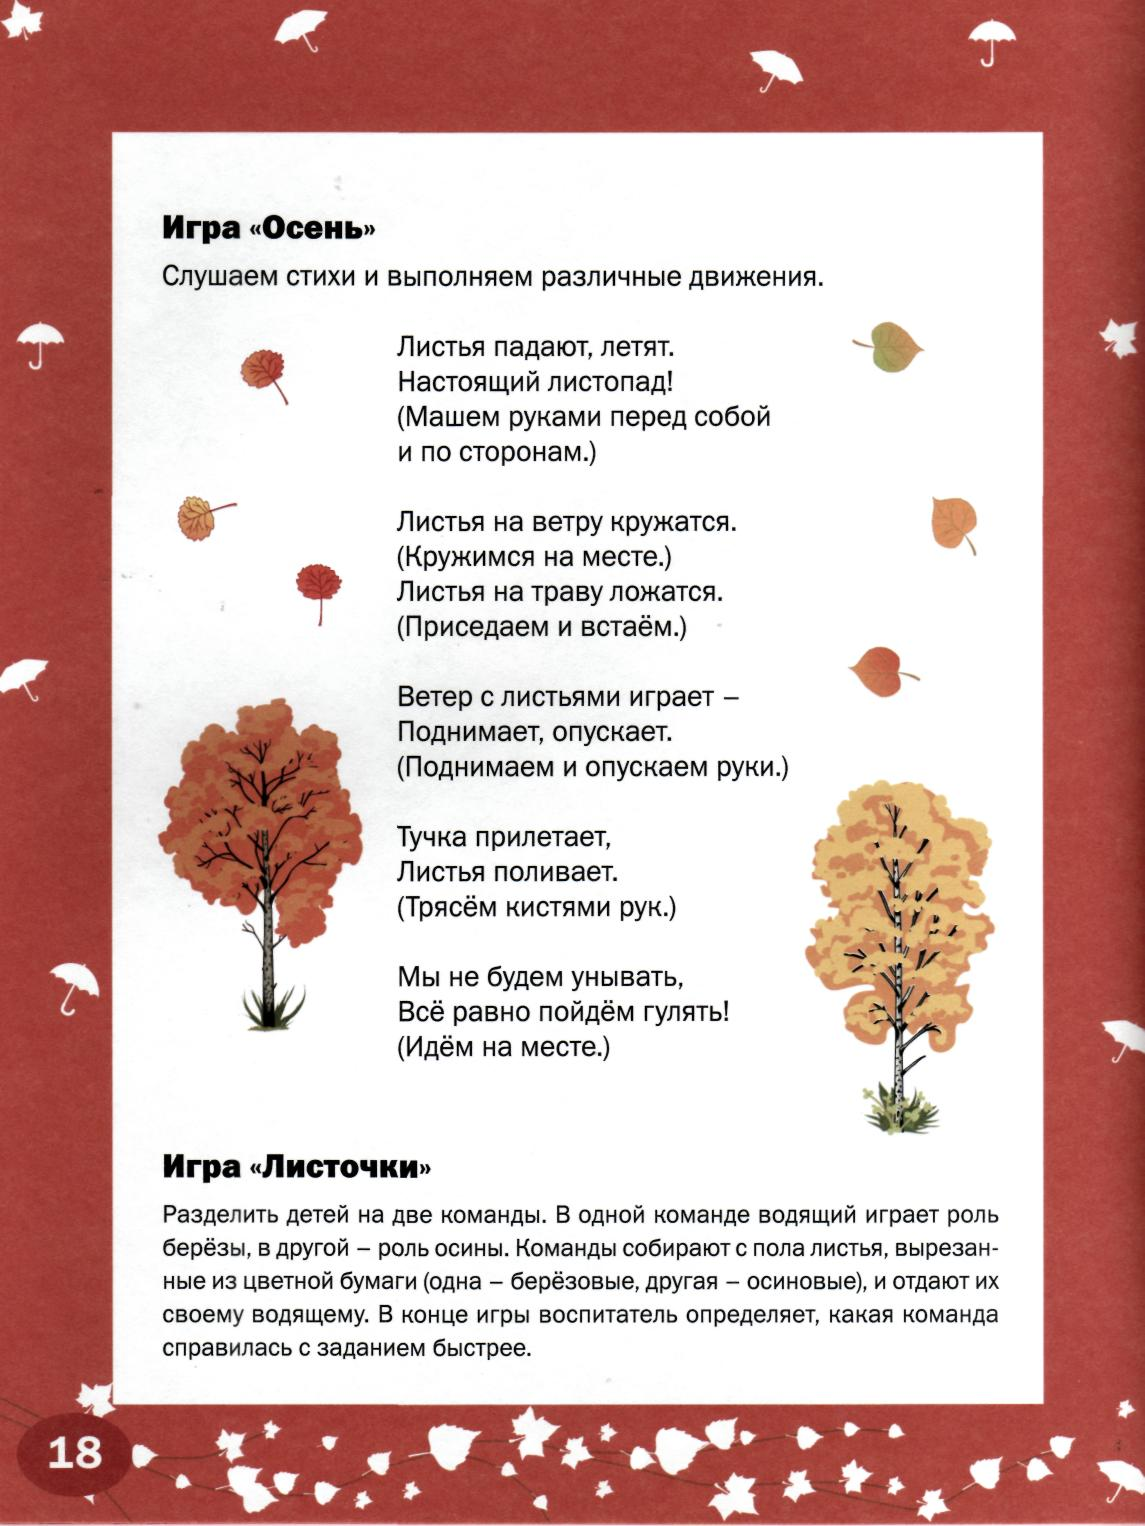 Игра «Осень»
Слушаем стихи и выполняем различные движения.
Листья падают, летят.
Настоящий листопад!
(Машем руками перед собой
и по сторонам.)
Листья на ветру кружатся.
(Кружимся на месте.)
Листья на траву ложатся.
(Приседаем и встаём.)
Ветер с листьями играет –
Поднимает, опускает.
(Поднимаем и опускаем руки.)
Тучка прилетает,
Листья поливает.
(Трясём кистями рук.)
Мы не будем унывать,
Всё равно пойдём гулять!
(Идём на месте.)
Игра «Листочки»
Разделить детей на две команды. В одной команде водящий играет роль
берёзы, в другой – роль осины. Команды собирают с пола листья, вырезан-
ные из цветной бумаги (одна – берёзовые, другая – осиновые), и отдают их
своему водящему. В конце игры воспитатель определяет, какая команда
справилась с заданием быстрее.
18